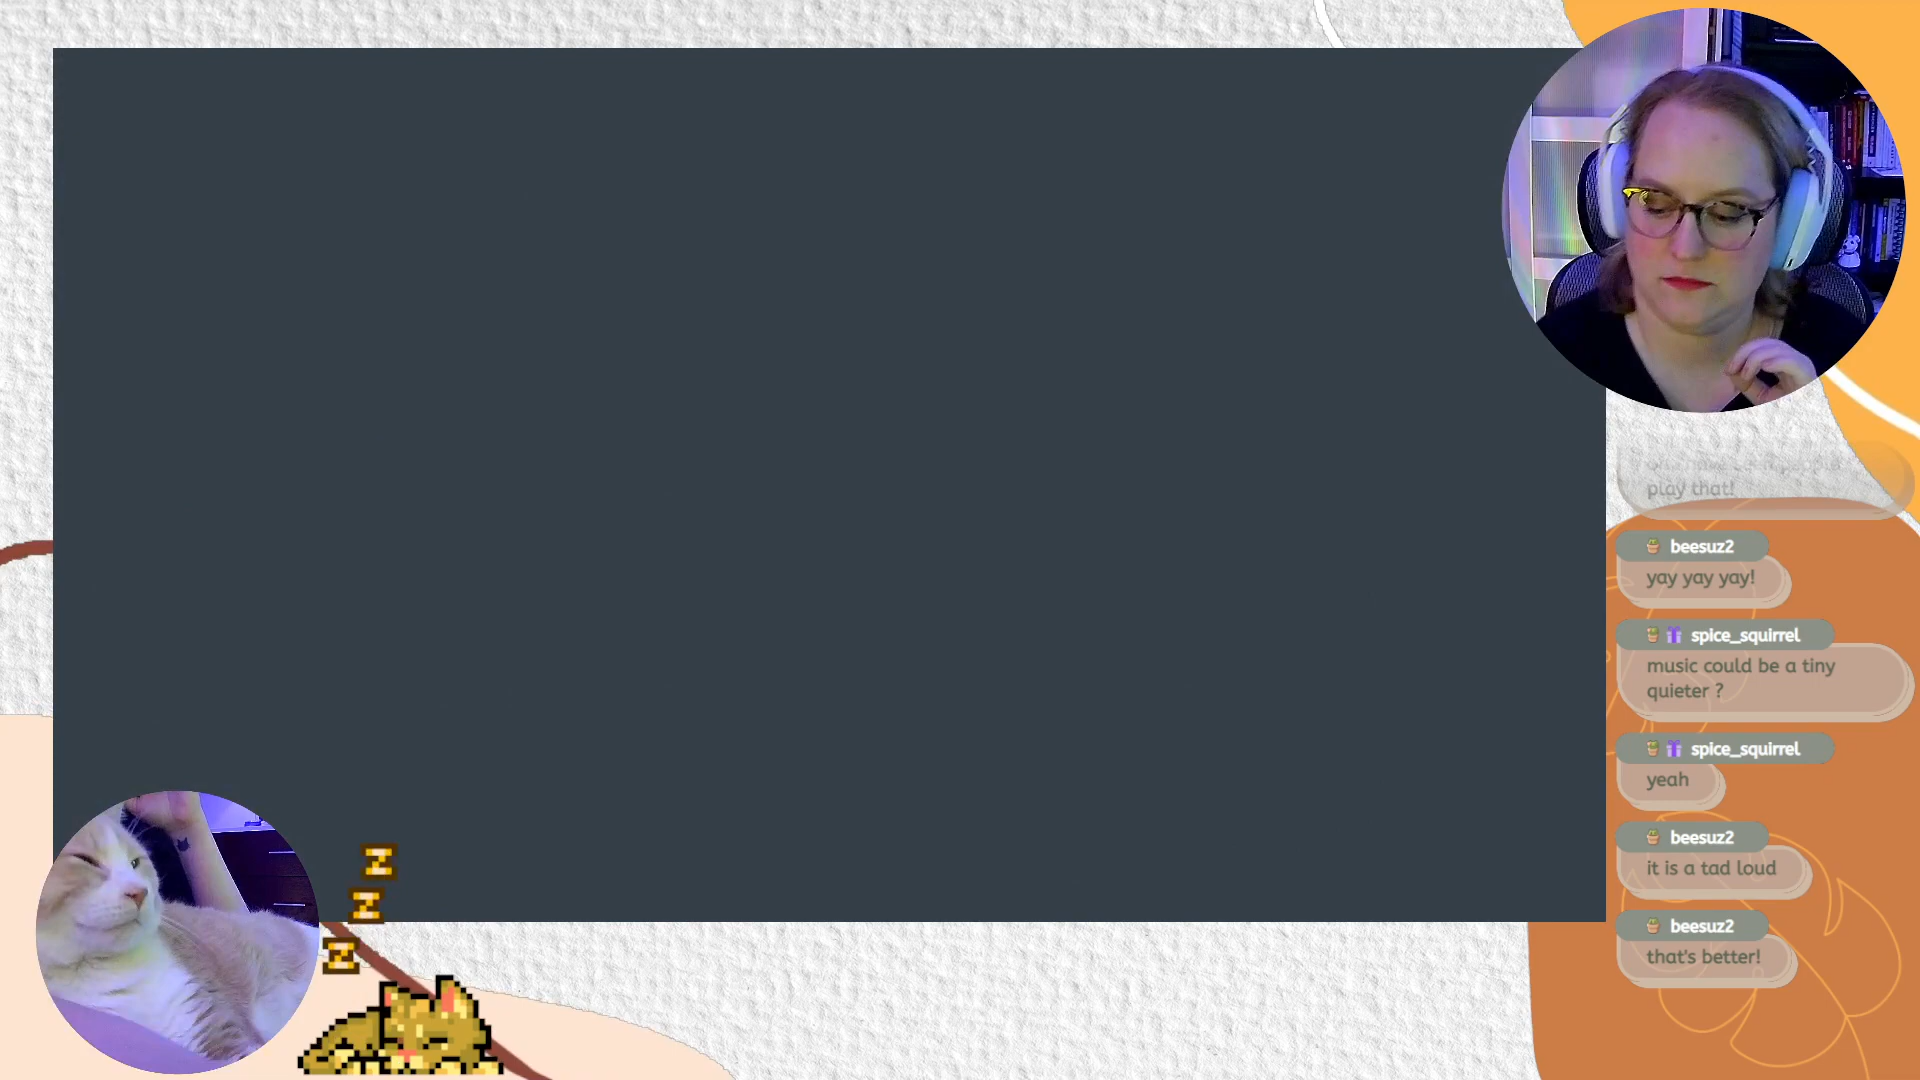 play that!
beesuz2
yay yay yay!
spice_squirrel
music could be a tiny
quieter ?
spice_squirrel
yeah
beesuz2
it is a tad loud
beesuz2
that's better!
Z
Z
Z